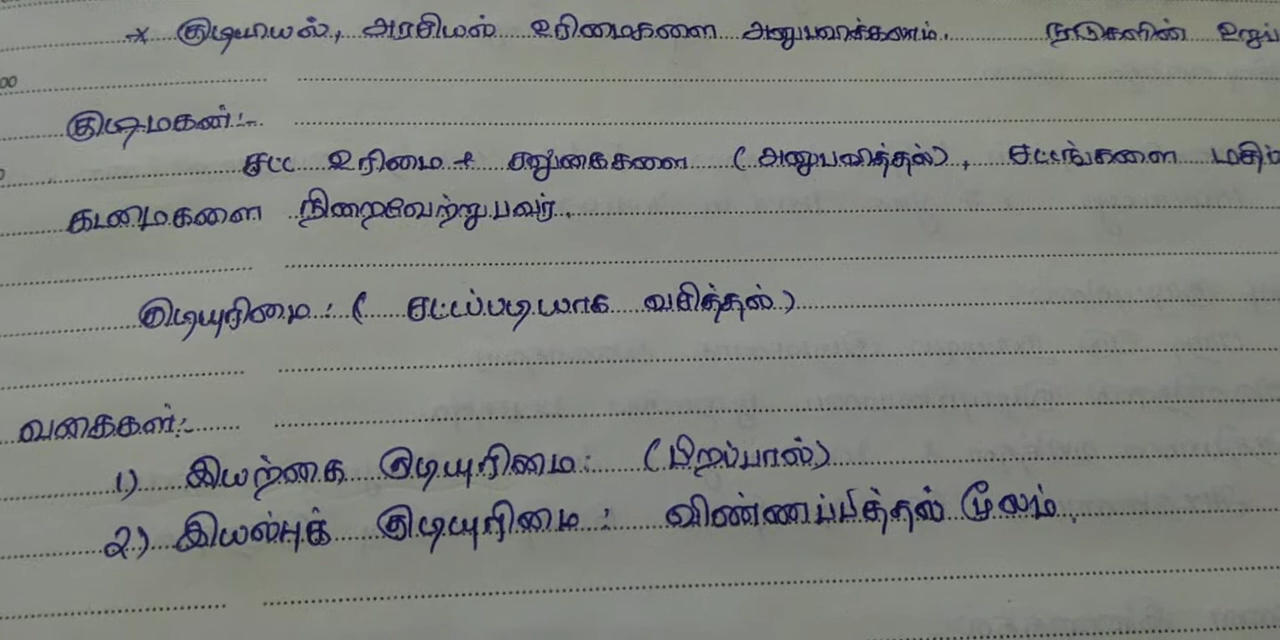 * குடியியல், அரசியல் உரிமைகளை அனுபவிக்கலாம். நாடுகளின் உறுப்
குடிமகன்:-
சட்ட உரிமை + சலுகைகளை (அனுபவித்தல்), சட்டங்களை மதிப்
கடமைகளை நிறைவேற்றுபவர்.
குடியுரிமை : ( சட்டப்படியாக வசித்தல் )
வகைகள்:-
1) இயற்கை குடியுரிமை : (பிறப்பால்)
2) இயல்புக் குடியுரிமை : விண்ணப்பித்தல் மூலம்.